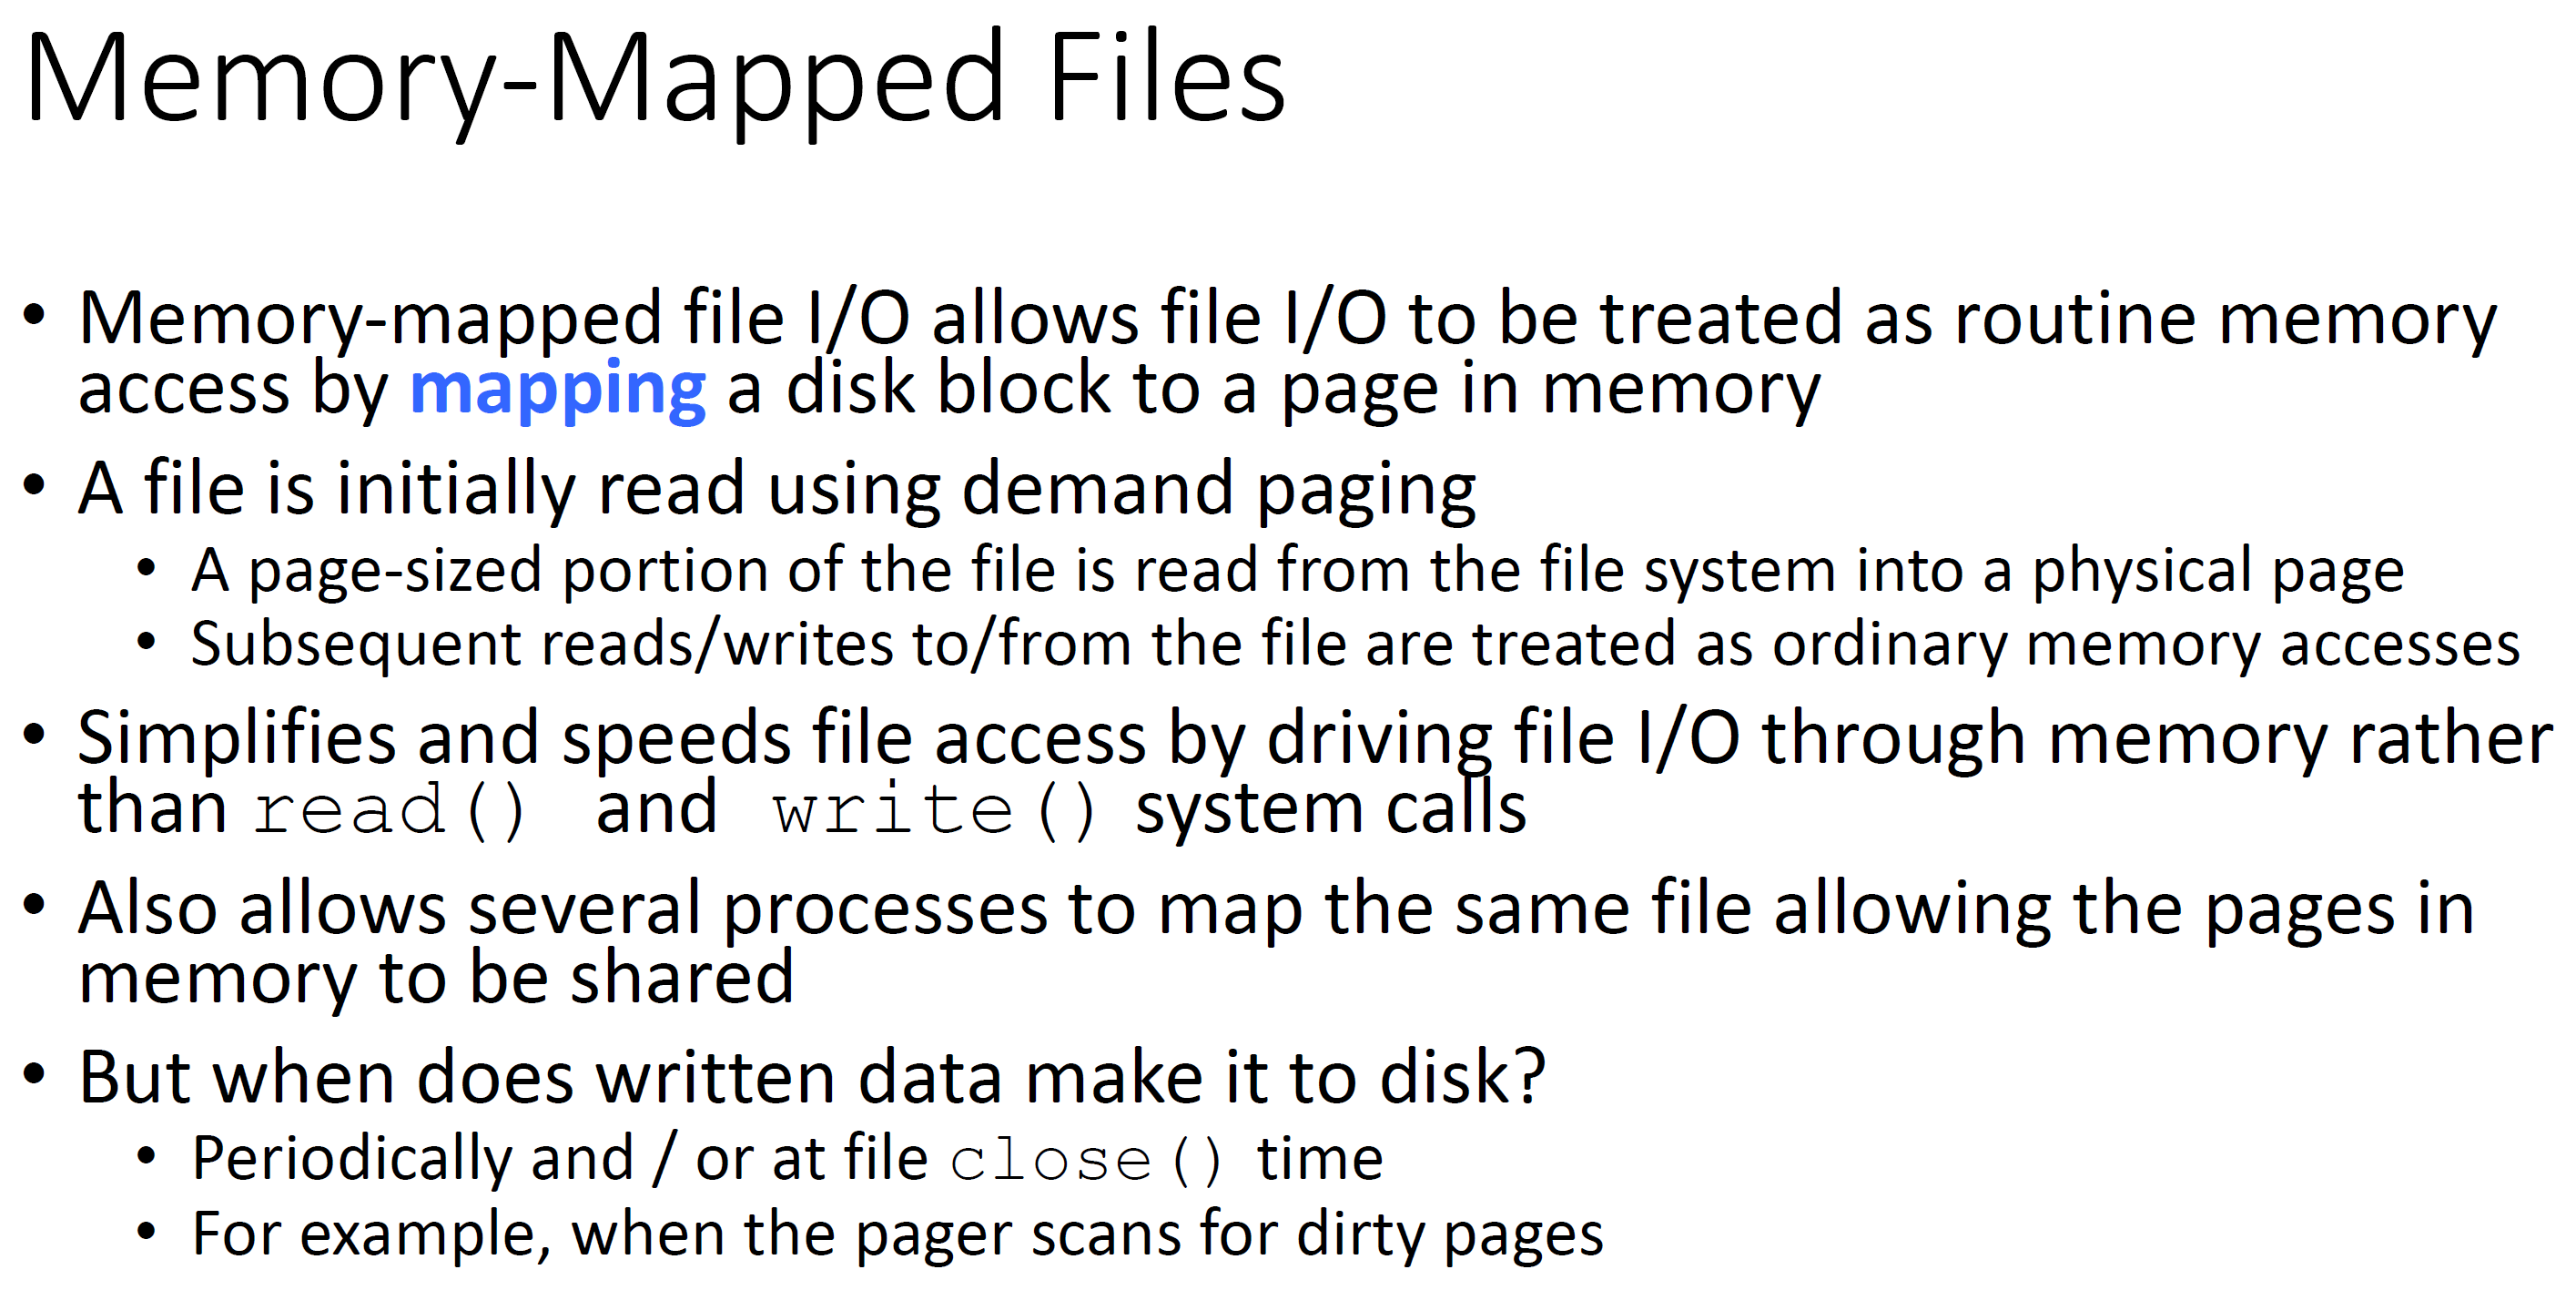 Memory-Mapped Files
• Memory-mapped file I/O allows file I/O to be treated as routine memory
access by mapping a disk block to a page in memory
• A file is initially read using demand paging
• A page-sized portion of the file is read from the file system into a physical page
• Subsequent reads/writes to/from the file are treated as ordinary memory accesses
• Simplifies and speeds file access by driving file I/O through memory rather
than read() and write() system calls
• Also allows several processes to map the same file allowing the pages in
memory to be shared
• But when does written data make it to disk?
• Periodically and / or at file close() time
• For example, when the pager scans for dirty pages